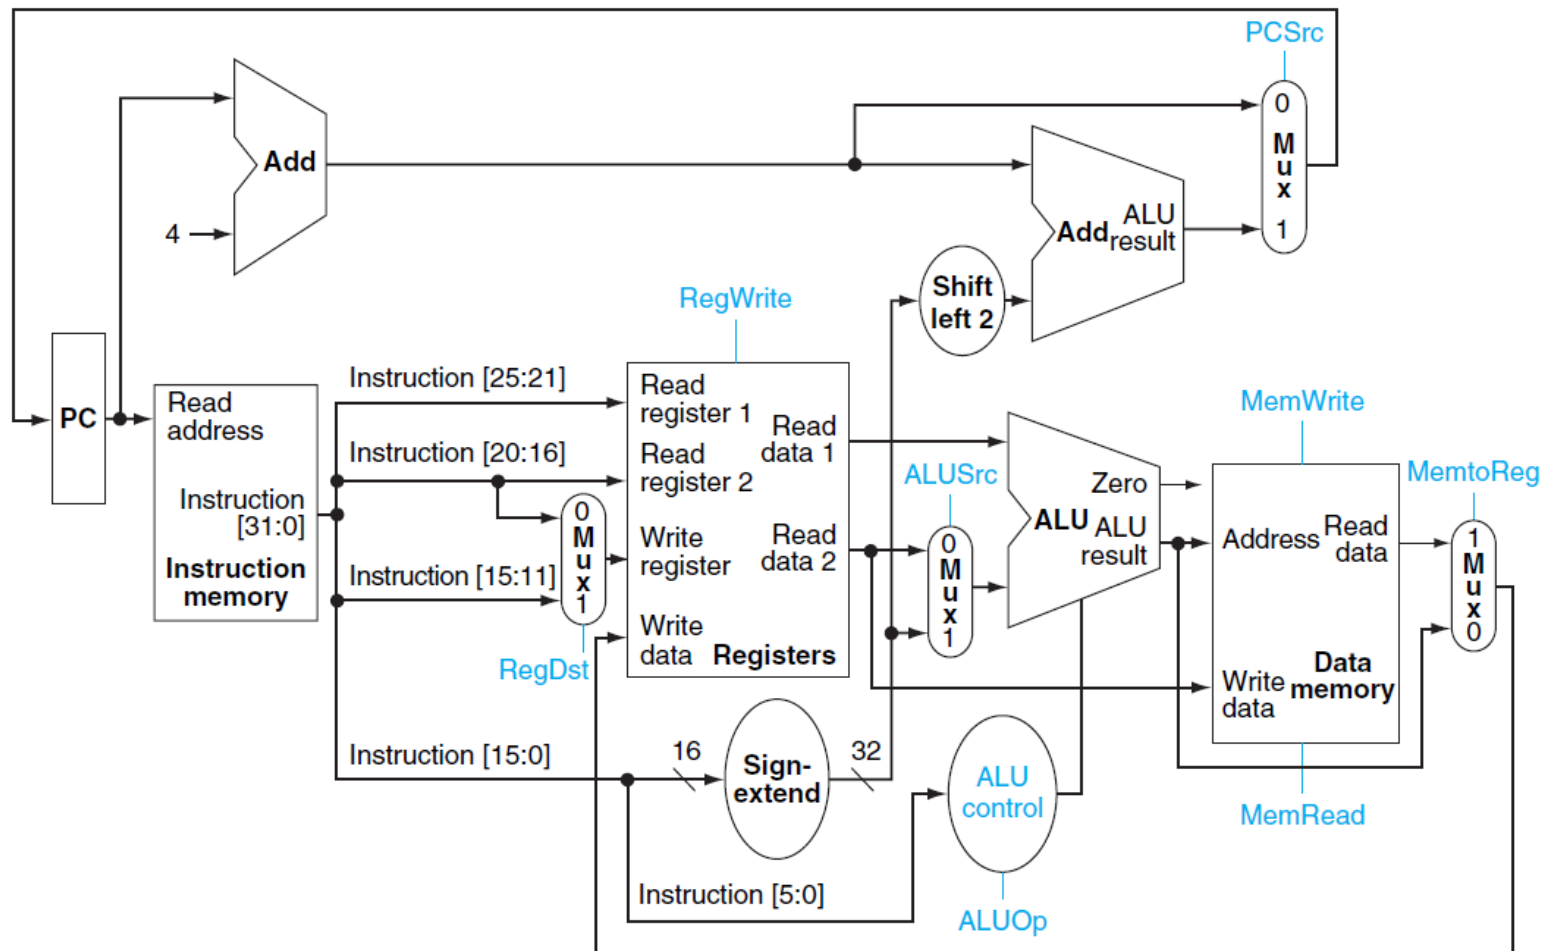 PCSrc
0
M
u
x
1
Add
4
Add
ALU
result
Shift
left 2
RegWrite
PC
Read
address
Instruction
[31:0]
Instruction
memory
Instruction [25:21]
Instruction [20:16]
Instruction [15:11]
Instruction [15:0]
0
M
u
x
1
RegDst
Read
register 1
Read
register 2
Write
register
Write
data
Read
data 1
Read
data 2
Registers
ALUSrc
0
M
u
x
1
Zero
ALU
ALU
result
MemWrite
Address
Read
data
Write
data
Data
memory
MemRead
MemtoReg
1
M
u
x
0
16
Sign-
extend
32
ALU
control
Instruction [5:0]
ALUOp